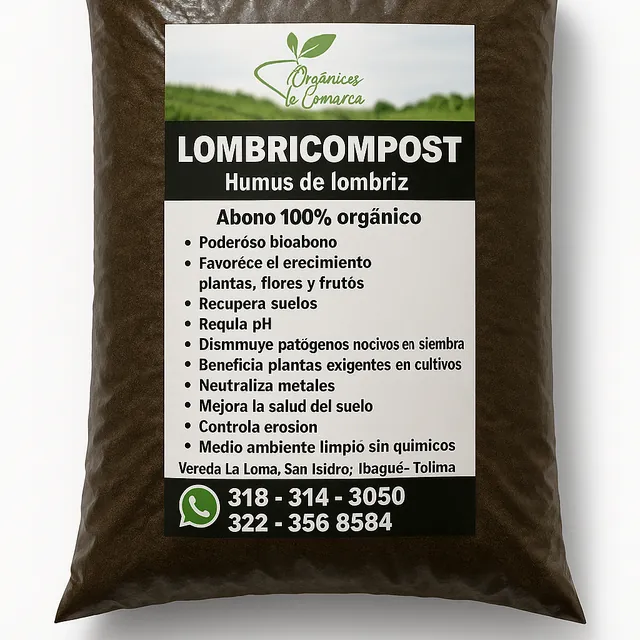 Orgánices
le Comarca
LOMBRICOMPOST
Humus de lombriz
Abono 100% orgánico
• Poderóso bioabono
• Favoréce el erecimiento
plantas, flores y frutós
• Recupera suelos
• Requla pH
• Dismmuye patógenos nocivos en siembra
• Beneficia plantas exigentes en cultivos
• Neutraliza metales
• Mejora la salud del suelo
• Controla erosion
• Medio ambiente limpió sin quimicos
Vereda La Loma, San Isidro; Ibagué- Tolima
318 - 314 - 3050
322 - 356 8584